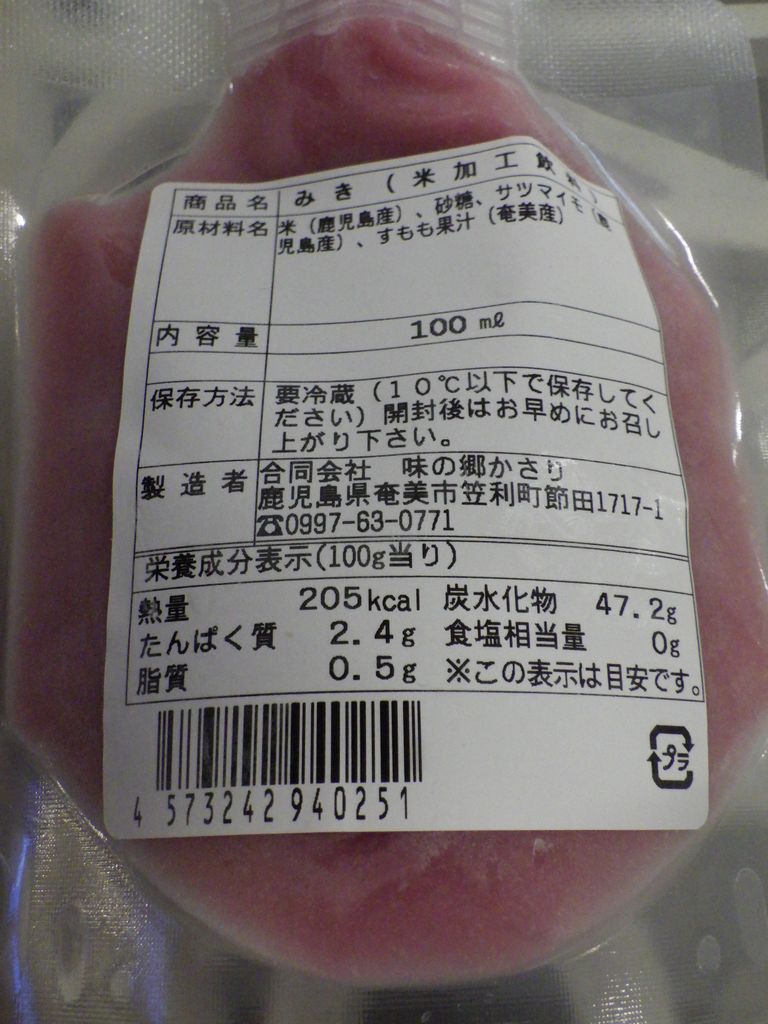 商品名 みき（米加工飲料）
原材料名 米（鹿児島産）、砂糖、サツマイモ（鹿
児島産）、すもも果汁（奄美産）
内容量 100㎖
保存方法 要冷蔵（１０℃以下で保存してく
ださい）開封後はお早めにお召し
上がり下さい。
製造者 合同会社 味の郷かさり
鹿児島県奄美市笠利町節田1717-1
☎0997-63-0771
栄養成分表示(100g当り)
熱量 205kcal 炭水化物 47.2g
たんぱく質 2.4g 食塩相当量 0g
脂質 0.5g ※この表示は目安です。
4 573242 940251
プラ